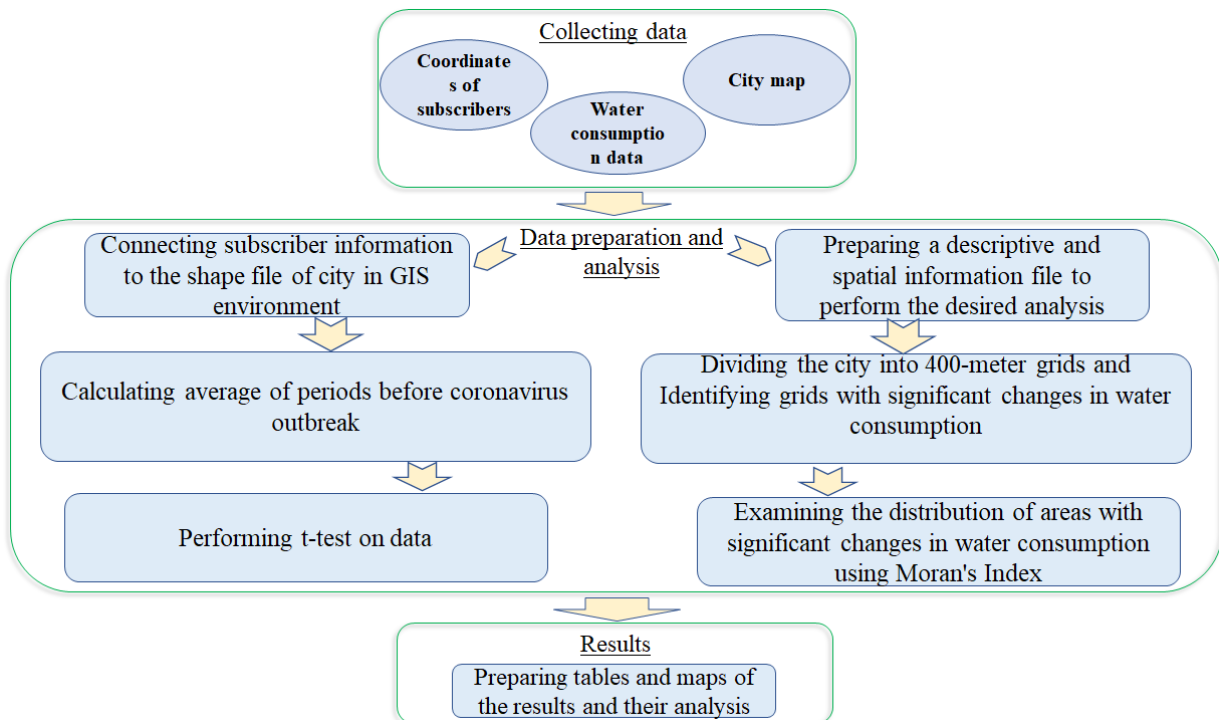 Collecting data
Coordinate
s of
subscribers
Water
consumptio
n data
City map
Data preparation and
analysis
Connecting subscriber information
to the shape file of city in GIS
environment
Calculating average of periods before coronavirus
outbreak
Performing t-test on data
Preparing a descriptive and
spatial information file to
perform the desired analysis
Dividing the city into 400-meter grids and
Identifying grids with significant changes in water
consumption
Examining the distribution of areas with
significant changes in water consumption
using Moran's Index
Results
Preparing tables and maps of
the results and their analysis